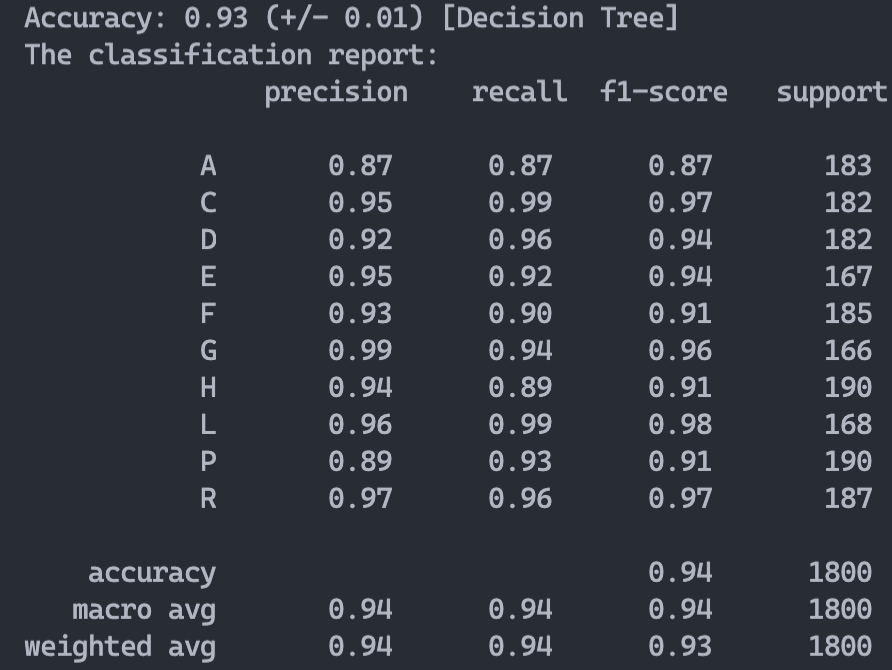 Accuracy: 0.93 (+/- 0.01) [Decision Tree]
The classification report:
precision recall f1-score support
A 0.87 0.87 0.87 183
C 0.95 0.99 0.97 182
D 0.92 0.96 0.94 182
E 0.95 0.92 0.94 167
F 0.93 0.90 0.91 185
G 0.99 0.94 0.96 166
H 0.94 0.89 0.91 190
L 0.96 0.99 0.98 168
P 0.89 0.93 0.91 190
R 0.97 0.96 0.97 187
accuracy 0.94 1800
macro avg 0.94 0.94 0.94 1800
weighted avg 0.94 0.94 0.93 1800